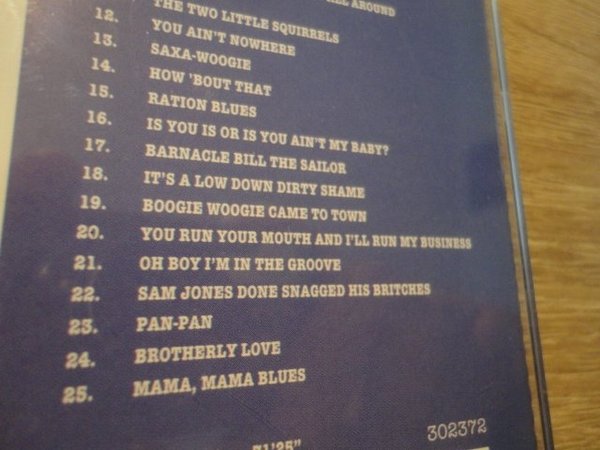 AROUND
THE TWO LITTLE SQUIRRELS
12. YOU AIN'T NOWHERE
13. SAXA-WOOGIE
14. HOW 'BOUT THAT
15. RATION BLUES
16. IS YOU IS OR IS YOU AIN'T MY BABY?
17. BARNACLE BILL THE SAILOR
18. IT'S A LOW DOWN DIRTY SHAME
19. BOOGIE WOOGIE CAME TO TOWN
20. YOU RUN YOUR MOUTH AND I'LL RUN MY BUSINESS
21. OH BOY I'M IN THE GROOVE
22. SAM JONES DONE SNAGGED HIS BRITCHES
23. PAN-PAN
24. BROTHERLY LOVE
25. MAMA, MAMA BLUES
302372